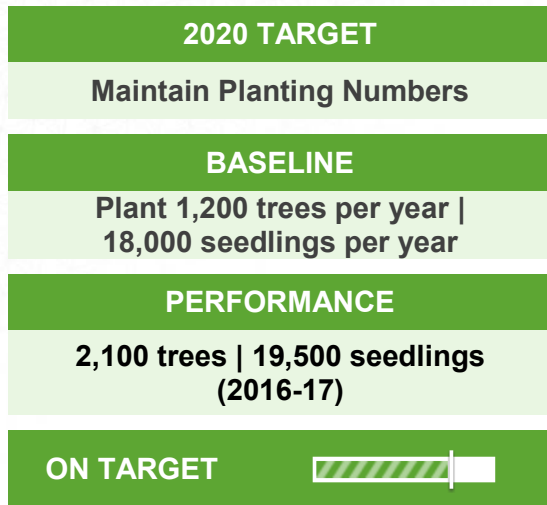 2020 TARGET
Maintain Planting Numbers
BASELINE
Plant 1,200 trees per year |
18,000 seedlings per year
PERFORMANCE
2,100 trees | 19,500 seedlings
(2016-17)
ON TARGET